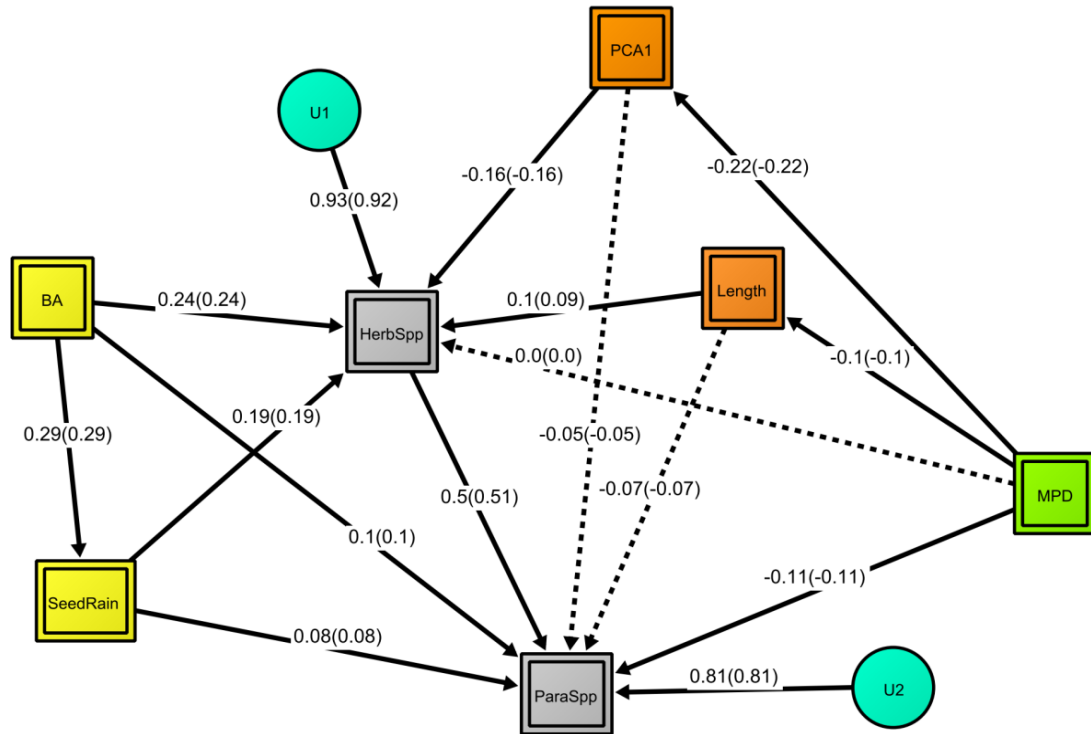 PCA1
U1
-0.22(-0.22)
-0.16(-0.16)
0.93(0.92)
BA
0.24(0.24)
HerbSpp
0.1(0.09)
Length
0.0(0.0)
-0.1(-0.1)
0.19(0.19)
0.29(0.29)
-0.05(-0.05)
-0.07(-0.07)
0.5(0.51)
MPD
0.1(0.1)
-0.11(-0.11)
SeedRain
0.08(0.08)
0.81(0.81)
ParaSpp
U2